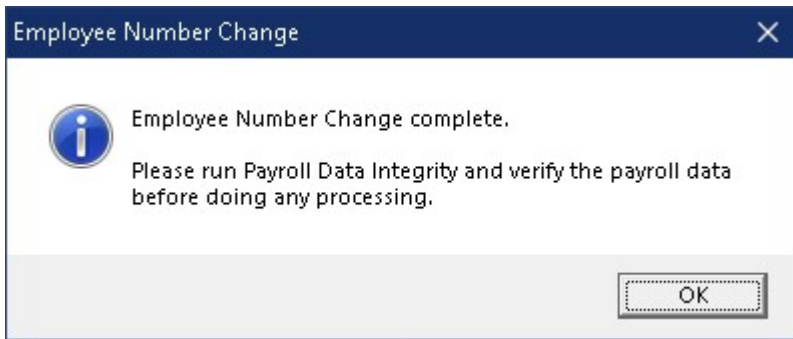 Employee Number Change
Employee Number Change complete.
Please run Payroll Data Integrity and verify the payroll data
before doing any processing.
OK